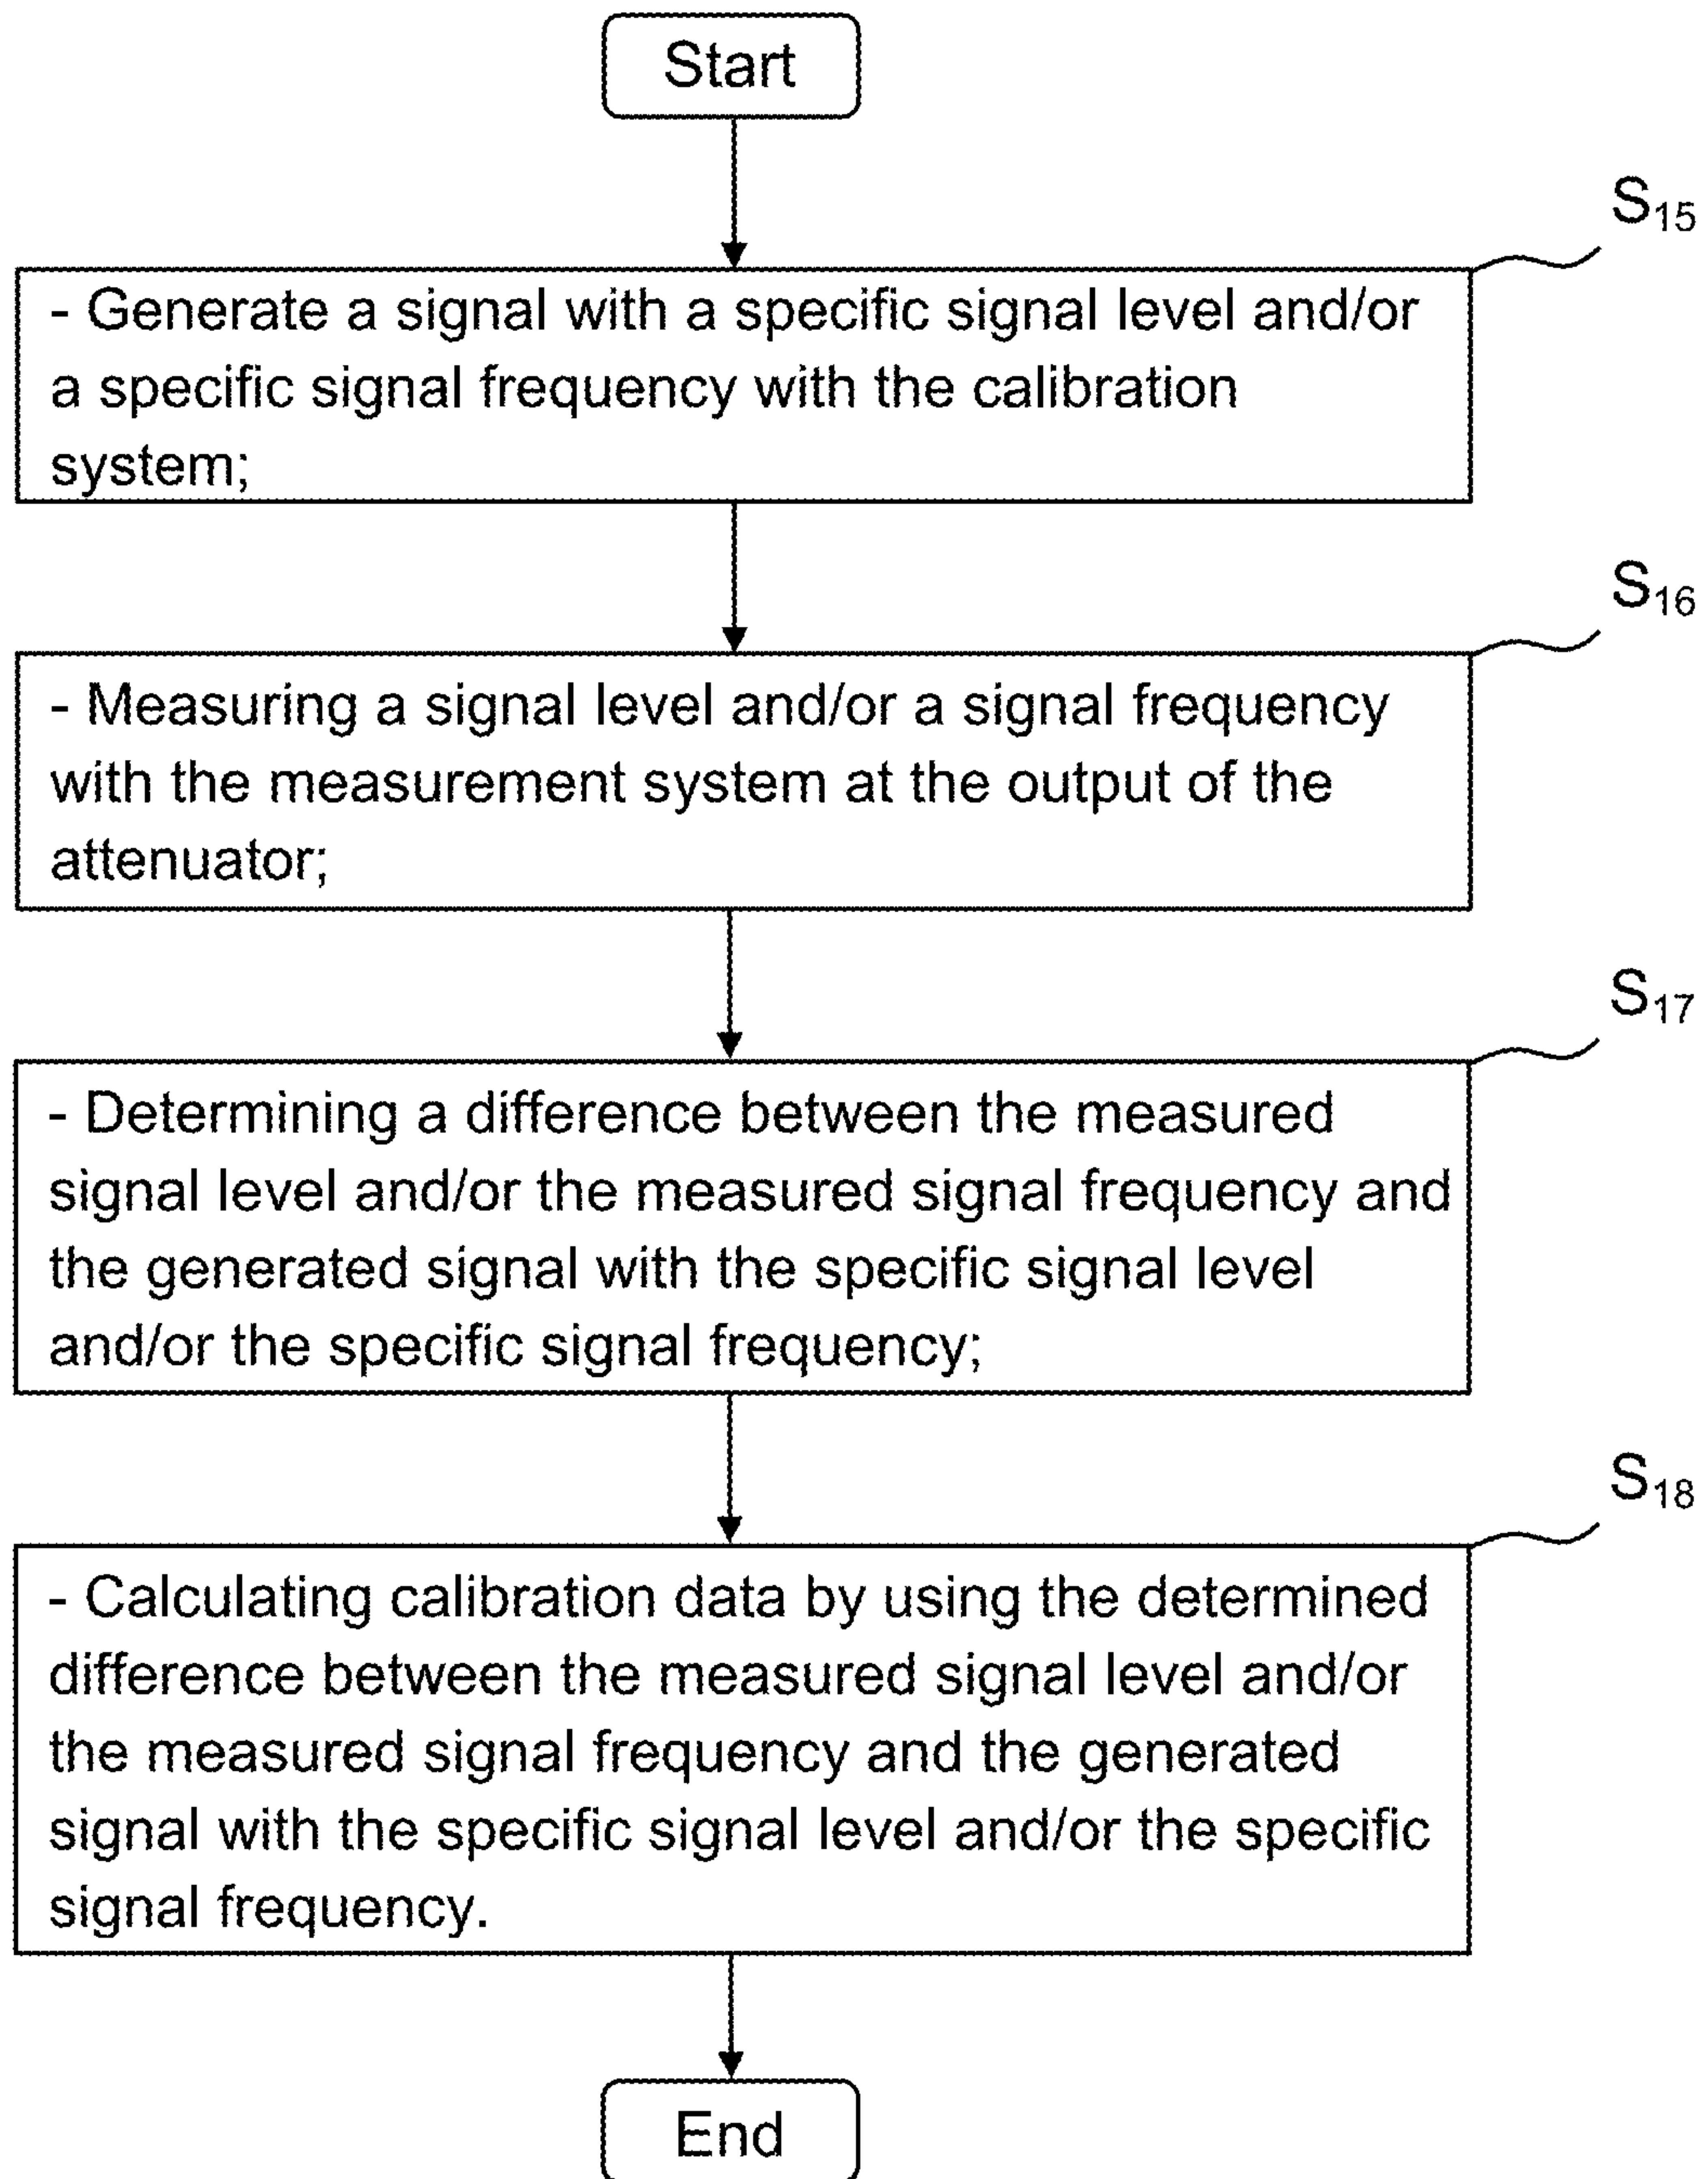 Start
S15
- Generate a signal with a specific signal level and/or
a specific signal frequency with the calibration
system;
S16
- Measuring a signal level and/or a signal frequency
with the measurement system at the output of the
attenuator;
S17
- Determining a difference between the measured
signal level and/or the measured signal frequency and
the generated signal with the specific signal level
and/or the specific signal frequency;
S18
- Calculating calibration data by using the determined
difference between the measured signal level and/or
the measured signal frequency and the generated
signal with the specific signal level and/or the specific
signal frequency.
End